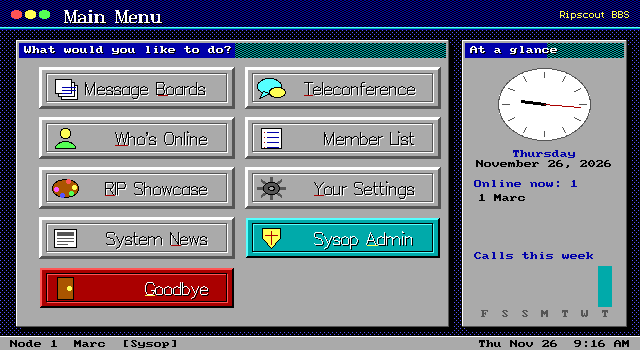 Main Menu
Ripscout BBS
What would you like to do?
Message Boards
Teleconference
Who's Online
Member List
RIP Showcase
Your Settings
System News
Sysop Admin
Goodbye
At a glance
Thursday
November 26, 2026
Online now: 1
1 Marc
Calls this week
F S S M T W T
Node 1 Marc [Sysop]
Thu Nov 26 9:16 AM